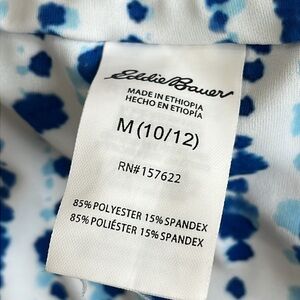 Eddie Bauer
MADE IN ETHIOPIA
HECHO EN ETIOPÍA
M (10/12)
RN#157622
85% POLYESTER 15% SPANDEX
85% POLIÉSTER 15% SPANDEX